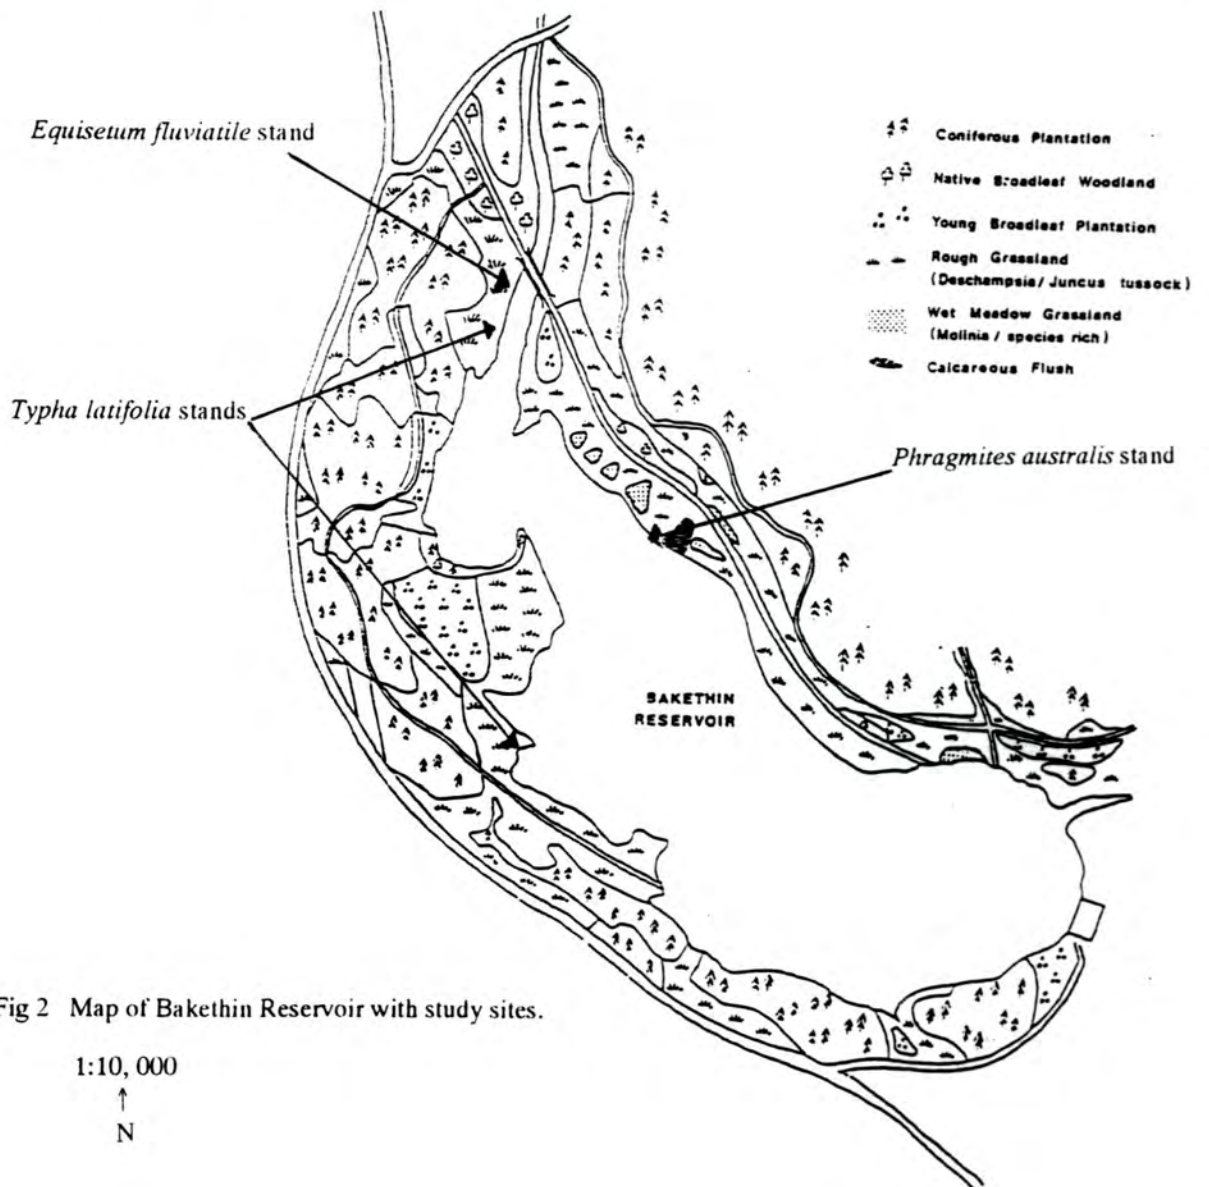 Equisetum fluviatile stand
Coniferous Plantation
Native Broadleaf Woodland
Young Broadleaf Plantation
Rough Grassland
(Deschampsia/Juncus tussock)
Wet Meadow Grassland
(Molinia/species rich)
Calcareous Flush
Typha latifolia stands
Phragmites australis stand
BAKETHIN
RESERVOIR
Fig 2 Map of Bakethin Reservoir with study sites.
1:10, 000
↑
N